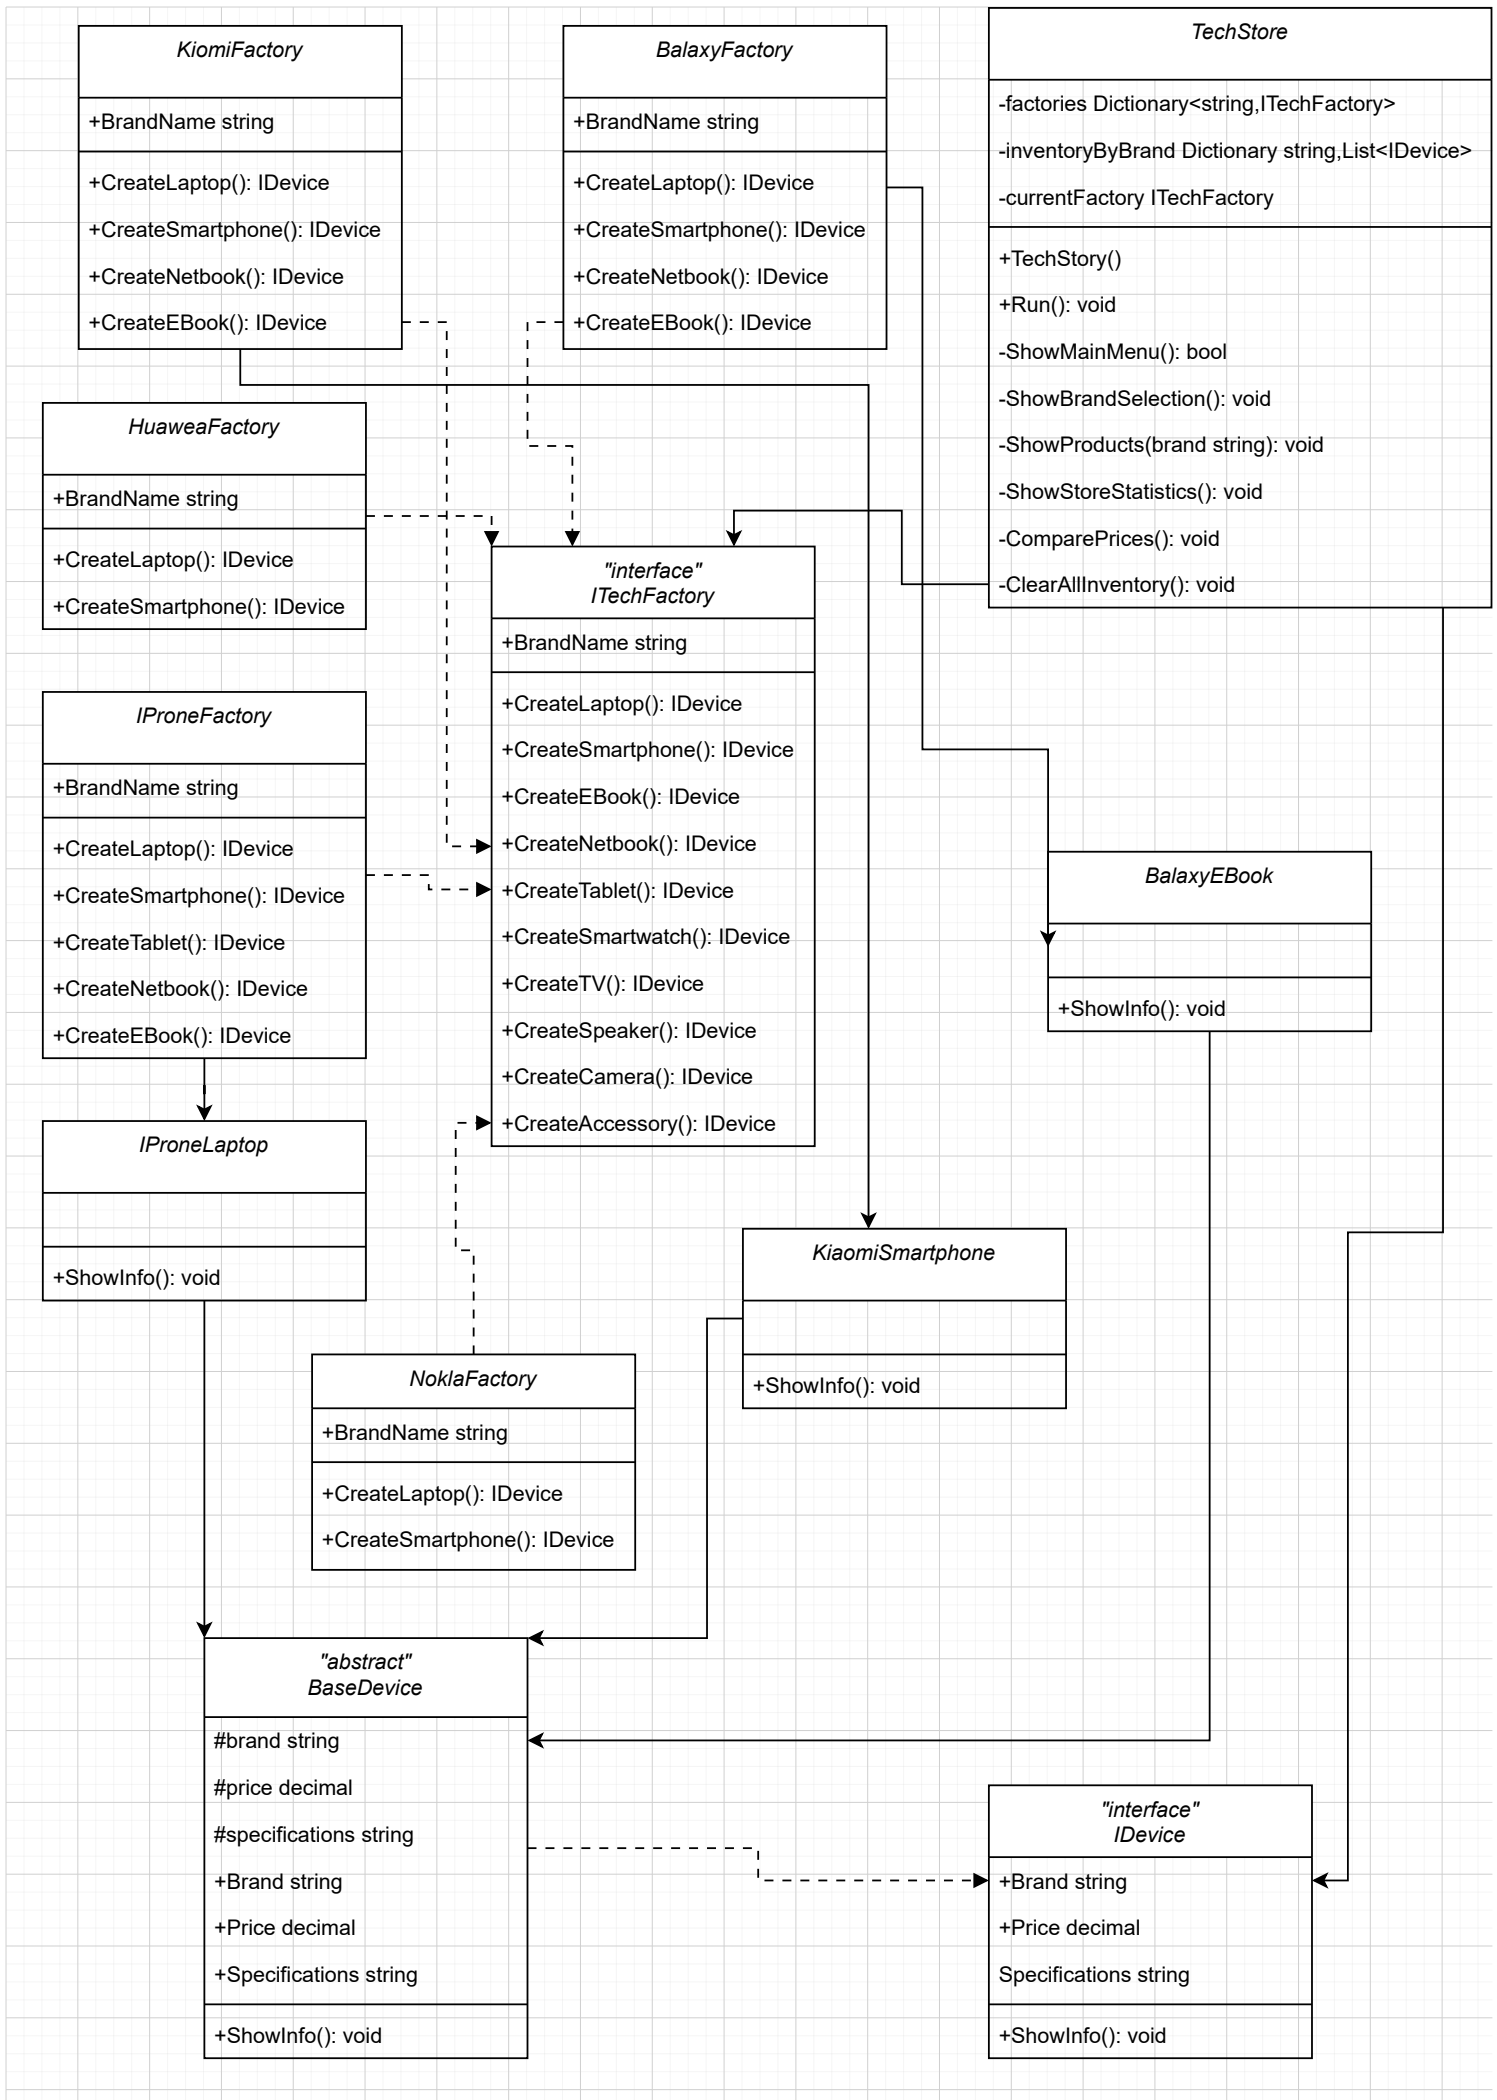 KiomiFactory
+BrandName string
+CreateLaptop(): IDevice
+CreateSmartphone(): IDevice
+CreateNetbook(): IDevice
+CreateEBook(): IDevice
BalaxyFactory
+BrandName string
+CreateLaptop(): IDevice
+CreateSmartphone(): IDevice
+CreateNetbook(): IDevice
+CreateEBook(): IDevice
TechStore
-factories Dictionary<string,ITechFactory>
-inventoryByBrand Dictionary string,List<IDevice>
-currentFactory ITechFactory
+TechStory()
+Run(): void
-ShowMainMenu(): bool
-ShowBrandSelection(): void
-ShowProducts(brand string): void
-ShowStoreStatistics(): void
-ComparePrices(): void
-ClearAllInventory(): void
HuaweaFactory
+BrandName string
+CreateLaptop(): IDevice
+CreateSmartphone(): IDevice
"interface"
ITechFactory
+BrandName string
+CreateLaptop(): IDevice
+CreateSmartphone(): IDevice
+CreateEBook(): IDevice
+CreateNetbook(): IDevice
+CreateTablet(): IDevice
+CreateSmartwatch(): IDevice
+CreateTV(): IDevice
+CreateSpeaker(): IDevice
+CreateCamera(): IDevice
+CreateAccessory(): IDevice
IProneFactory
+BrandName string
+CreateLaptop(): IDevice
+CreateSmartphone(): IDevice
+CreateTablet(): IDevice
+CreateNetbook(): IDevice
+CreateEBook(): IDevice
BalaxyEBook
+ShowInfo(): void
IProneLaptop
+ShowInfo(): void
KiaomiSmartphone
+ShowInfo(): void
NoklaFactory
+BrandName string
+CreateLaptop(): IDevice
+CreateSmartphone(): IDevice
"abstract"
BaseDevice
#brand string
#price decimal
#specifications string
+Brand string
+Price decimal
+Specifications string
+ShowInfo(): void
"interface"
IDevice
+Brand string
+Price decimal
Specifications string
+ShowInfo(): void